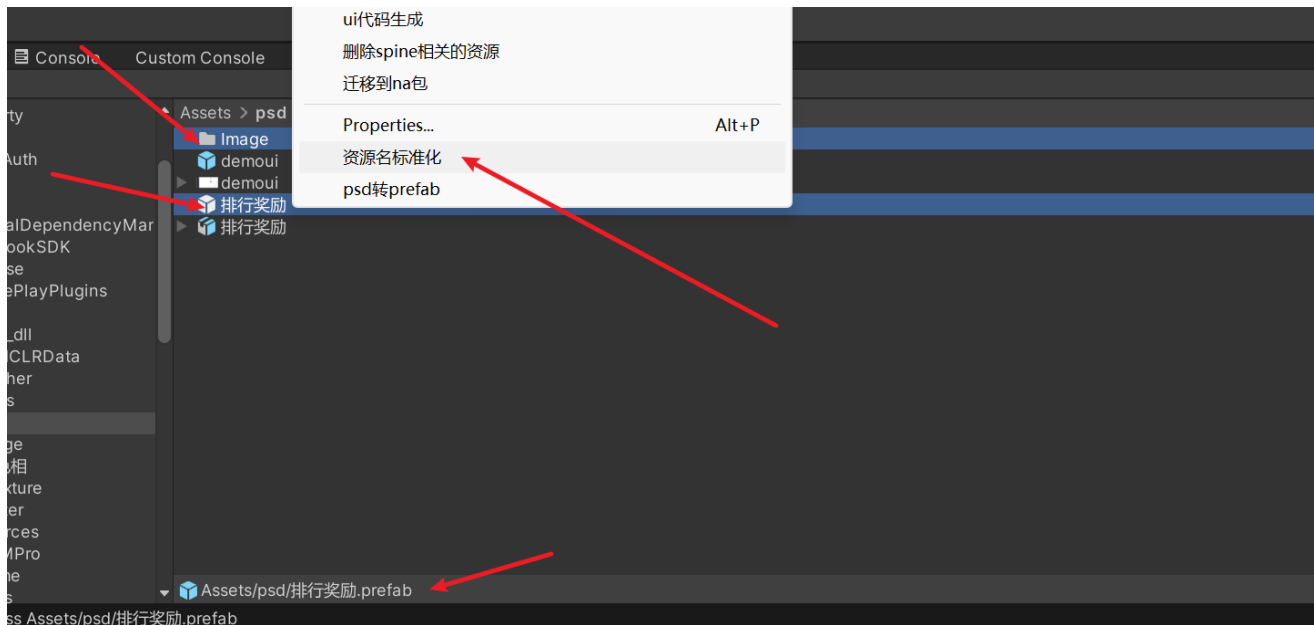 ui代码生成
Console Custom Console
删除spine相关的资源
迁移到na包
Assets > psd
Properties... Alt+P
Image
资源名标准化
demoui
demoui
psd转prefab
排行奖励
排行奖励
rty
Auth
alDependencyMar
ookSDK
se
ePlayPlugins
_dll
CLRData
her
s
ge
色相
xture
er
rces
MPro
ne
s
Assets/psd/排行奖励.prefab
ss Assets/psd/排行奖励.prefab